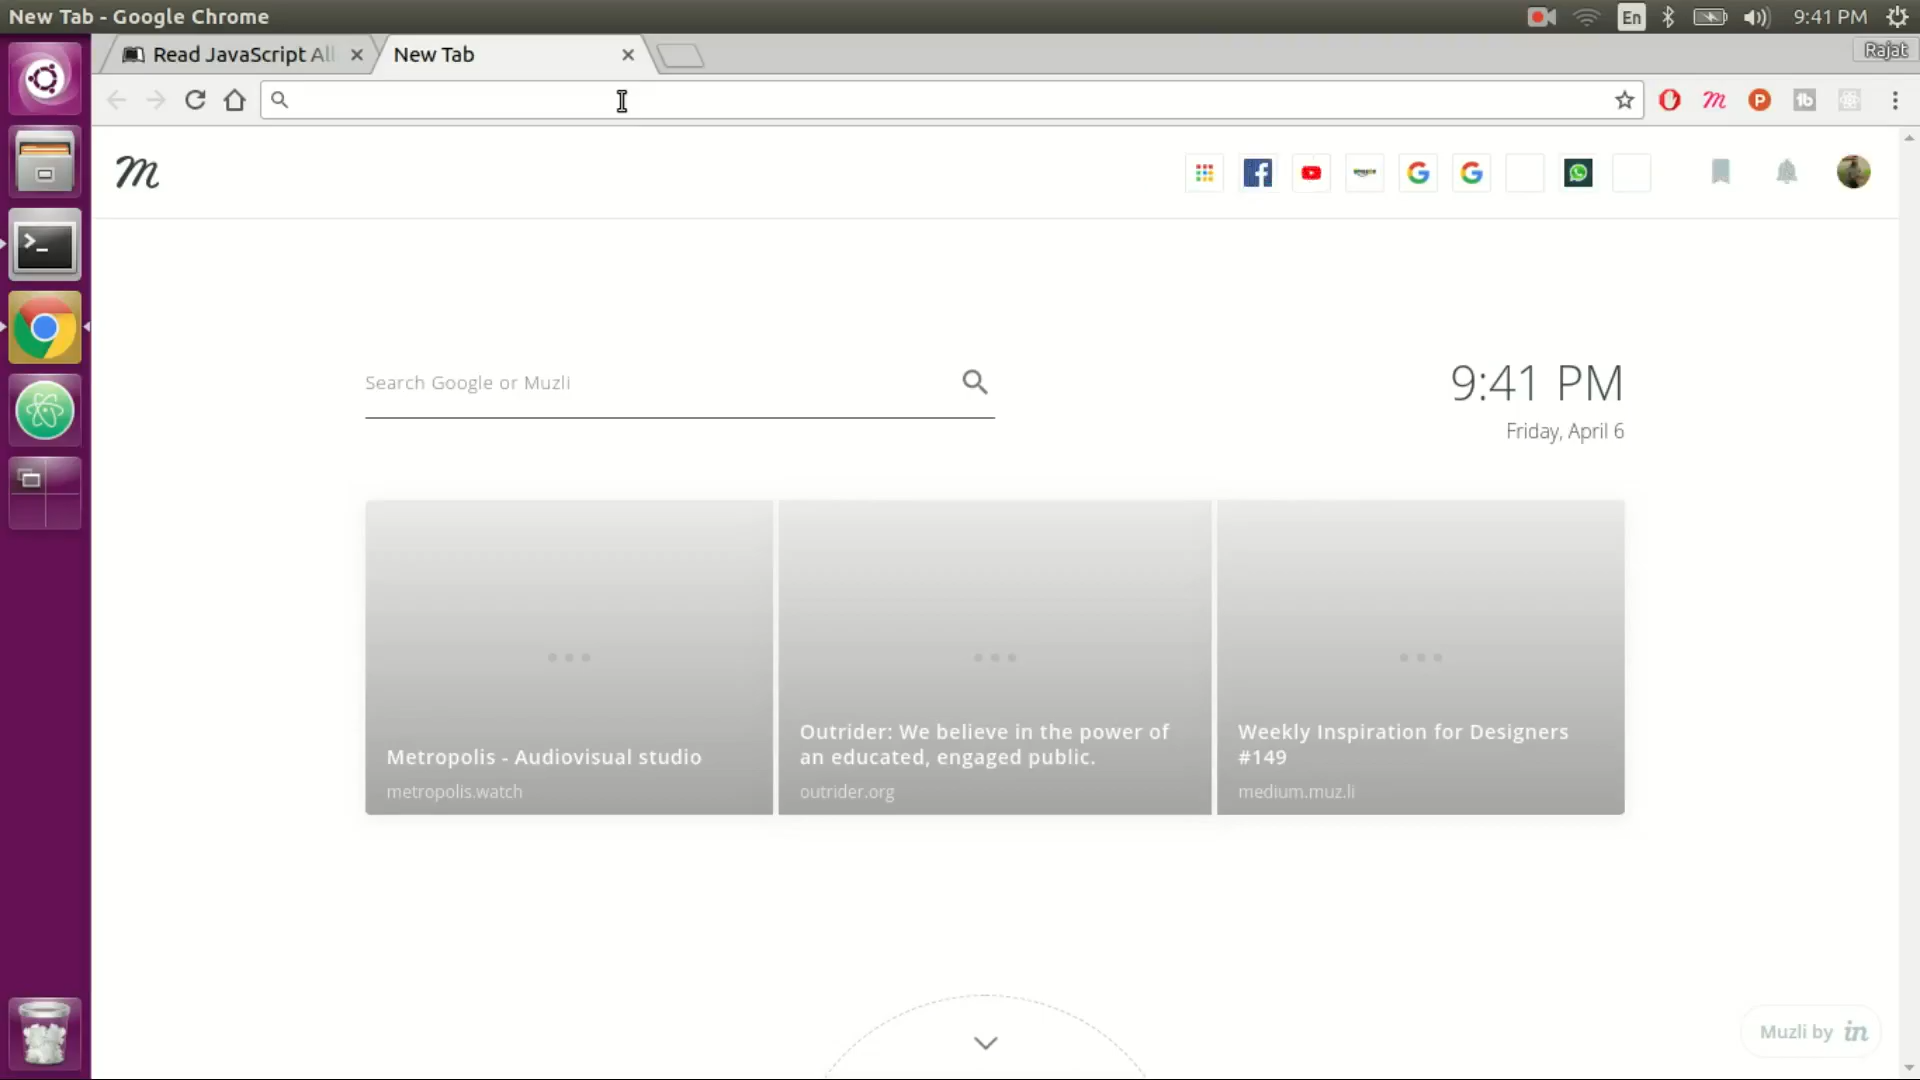 New Tab - Google Chrome
En
9:41 PM
Read JavaScript All
New Tab
Rajat
m
P
tb
m
Search Google or Muzli
9:41 PM
Friday, April 6
Metropolis - Audiovisual studio
metropolis.watch
Outrider: We believe in the power of
an educated, engaged public.
outrider.org
Weekly Inspiration for Designers
#149
medium.muz.li
Muzli by in